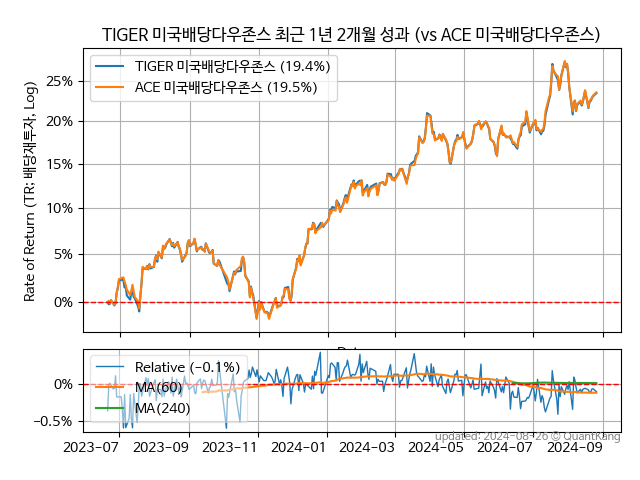 TIGER 미국배당다우존스 최근 1년 2개월 성과 (vs ACE 미국배당다우존스)
TIGER 미국배당다우존스 (19.4%)
ACE 미국배당다우존스 (19.5%)
25%
20%
15%
10%
5%
0%
Rate of Return (TR: 배당재투자, Log)
Relative (−0.1%)
MA(60)
MA(240)
0%
−0.5%
2023−07
2023−09
2023−11
2024−01
2024−03
2024−05
2024−07
2024−09
updated: 2024−08−26 © QuantKang